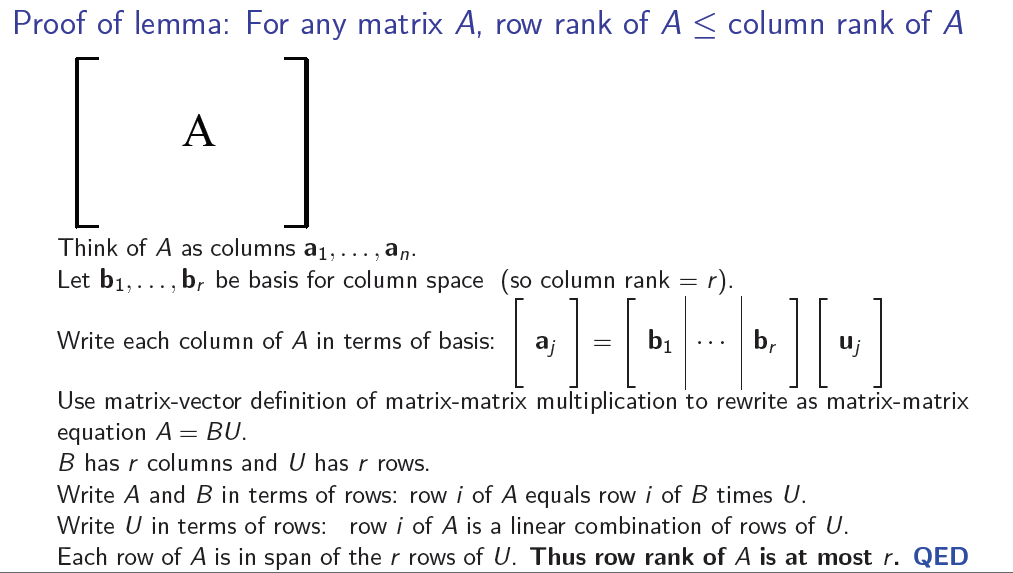 Proof of lemma: For any matrix A, row rank of A ≤ column rank of A
A
Think of A as columns a₁, . . . , aₙ.
Let b₁, . . . , bᵣ be basis for column space (so column rank = r).
Write each column of A in terms of basis: [ aⱼ ] = [ b₁ | · · · | bᵣ ] [ uⱼ ]
Use matrix-vector definition of matrix-matrix multiplication to rewrite as matrix-matrix
equation A = BU.
B has r columns and U has r rows.
Write A and B in terms of rows: row i of A equals row i of B times U.
Write U in terms of rows: row i of A is a linear combination of rows of U.
Each row of A is in span of the r rows of U. Thus row rank of A is at most r. QED